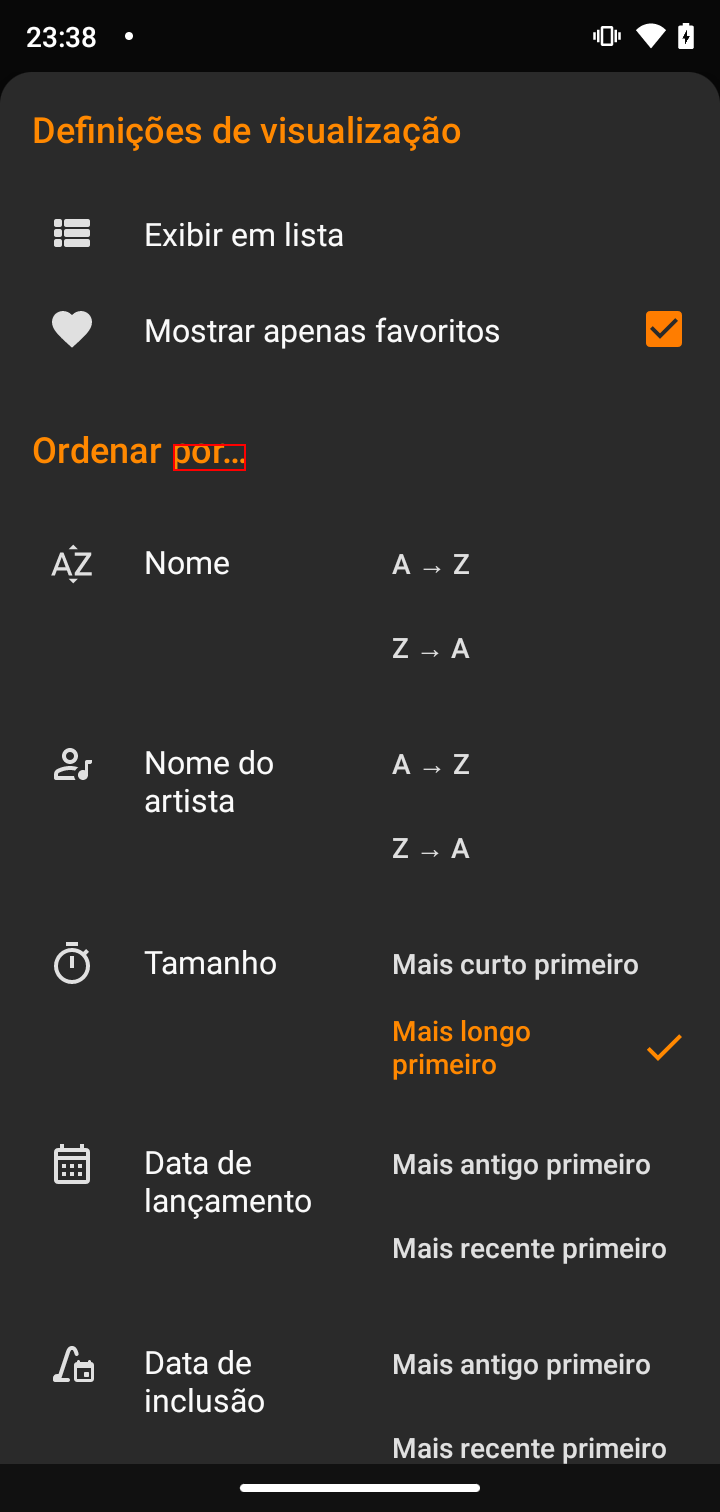 23:38
Definições de visualização
Exibir em lista
Mostrar apenas favoritos
Ordenar por...
Nome
A → Z
Z → A
Nome do
artista
A → Z
Z → A
Tamanho
Mais curto primeiro
Mais longo
primeiro
Data de
lançamento
Mais antigo primeiro
Mais recente primeiro
Data de
inclusão
Mais antigo primeiro
Mais recente primeiro